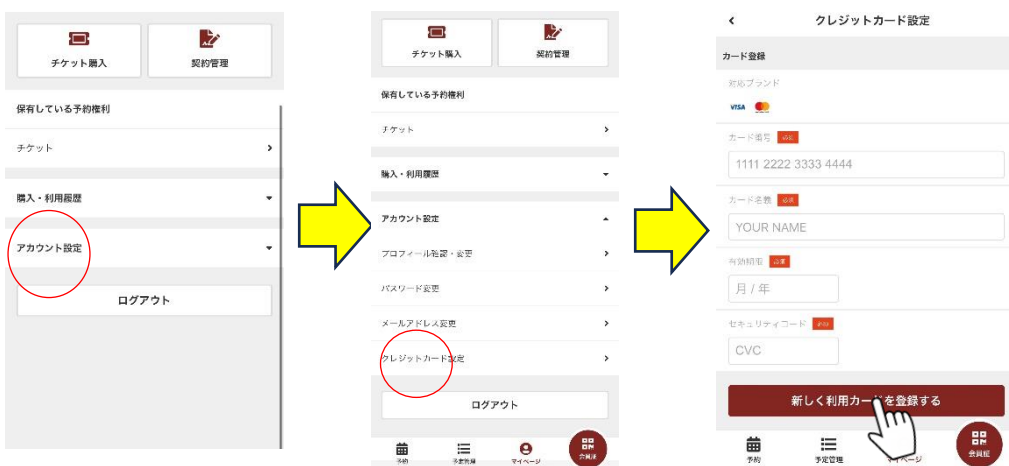 チケット購入
契約管理
保有している予約権利
チケット
購入・利用履歴
アカウント設定
ログアウト
チケット購入
契約管理
保有している予約権利
チケット
購入・利用履歴
アカウント設定
プロフィール確認・変更
パスワード変更
メールアドレス変更
クレジットカード設定
ログアウト
予約
予定管理
マイページ
会員証
クレジットカード設定
カード登録
対応ブランド
VISA
カード番号 必須
1111 2222 3333 4444
カード名義 必須
YOUR NAME
有効期限 必須
月 / 年
セキュリティコード 必須
CVC
新しく利用カードを登録する
予約
予定管理
マイページ
会員証